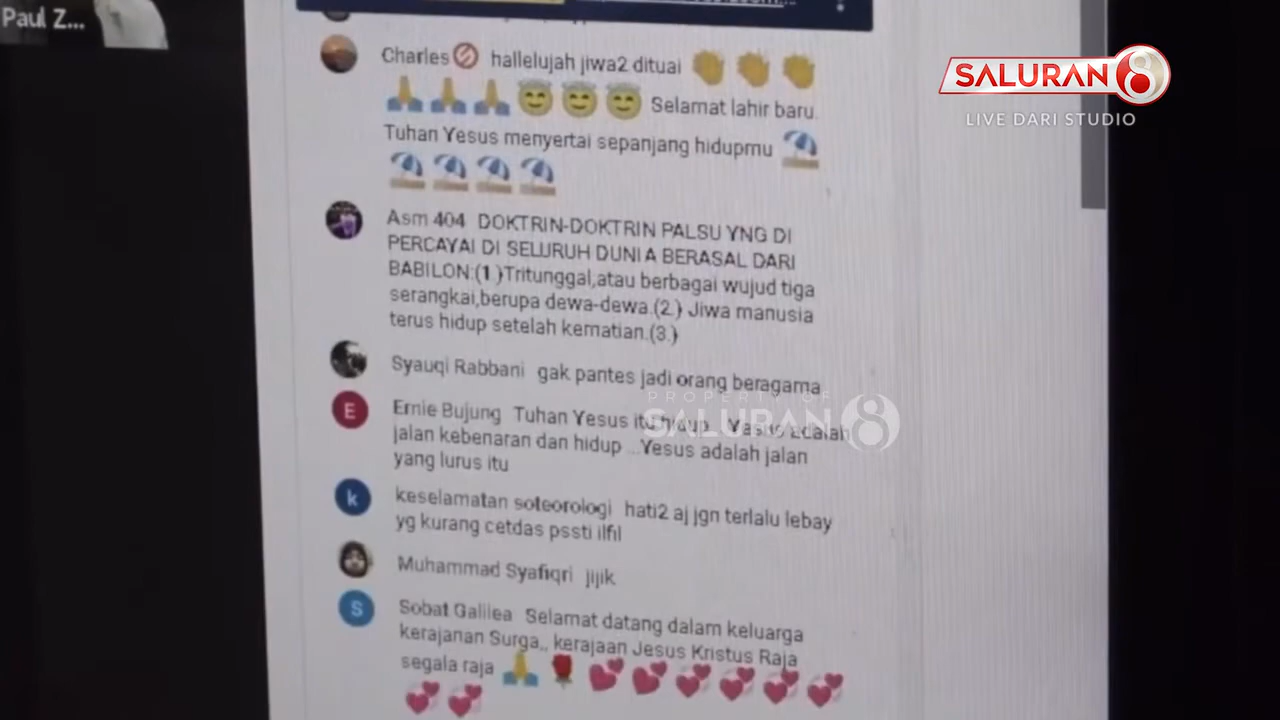 Paul Z...
SALURAN 8
LIVE DARI STUDIO
Charles hallelujah jiwa2 dituai 👏👏👏
🙏🙏🙏😇😇😇 Selamat lahir baru.
Tuhan Yesus menyertai sepanjang hidupmu ⛱
⛱⛱⛱⛱
Asm 404 DOKTRIN-DOKTRIN PALSU YNG DI
PERCAYAI DI SELURUH DUNIA BERASAL DARI
BABILON:(1.)Tritunggal,atau berbagai wujud tiga
serangkai,berupa dewa-dewa.(2.) Jiwa manusia
terus hidup setelah kematian.(3.)
Syauqi Rabbani gak pantes jadi orang beragama
PROPERTY OF
SALURAN 8
E
Ernie Bujung Tuhan Yesus itu hidup... Yesus adalah
jalan kebenaran dan hidup ...Yesus adalah jalan
yang lurus itu
k
keselamatan soteorologi hati2 aj jgn terlalu lebay
yg kurang cetdas pssti ilfil
Muhammad Syafiqri jijik
S
Sobat Galilea Selamat datang dalam keluarga
kerajanan Surga,, kerajaan Jesus Kristus Raja
segala raja 🙏🌹💕💕💞💞💞💞
💞💞